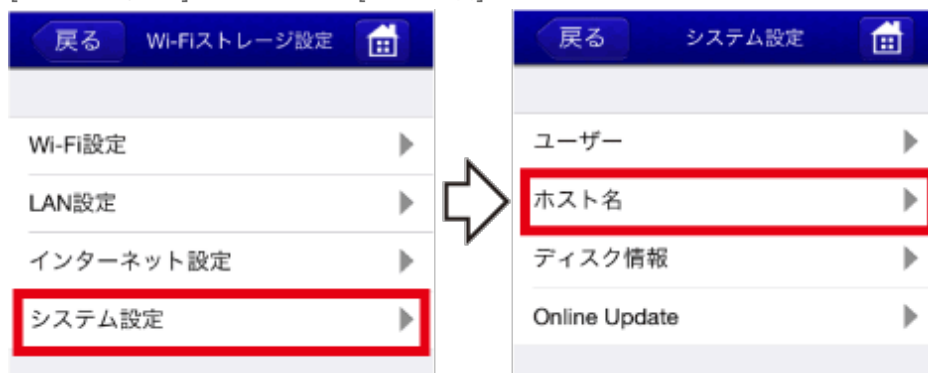 戻る Wi-Fiストレージ設定
Wi-Fi設定
LAN設定
インターネット設定
システム設定
戻る システム設定
ユーザー
ホスト名
ディスク情報
Online Update